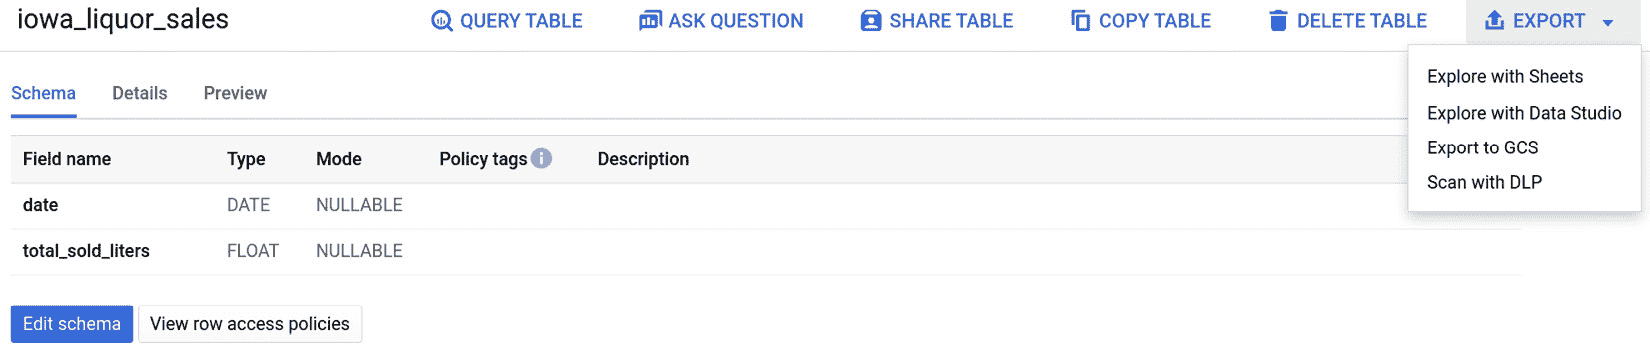 iowa_liquor_sales QUERY TABLE ASK QUESTION SHARE TABLE COPY TABLE DELETE TABLE EXPORT
Explore with Sheets
Explore with Data Studio
Export to GCS
Scan with DLP
Schema Details Preview
Field name Type Mode Policy tags i Description
date DATE NULLABLE
total_sold_liters FLOAT NULLABLE
Edit schema View row access policies